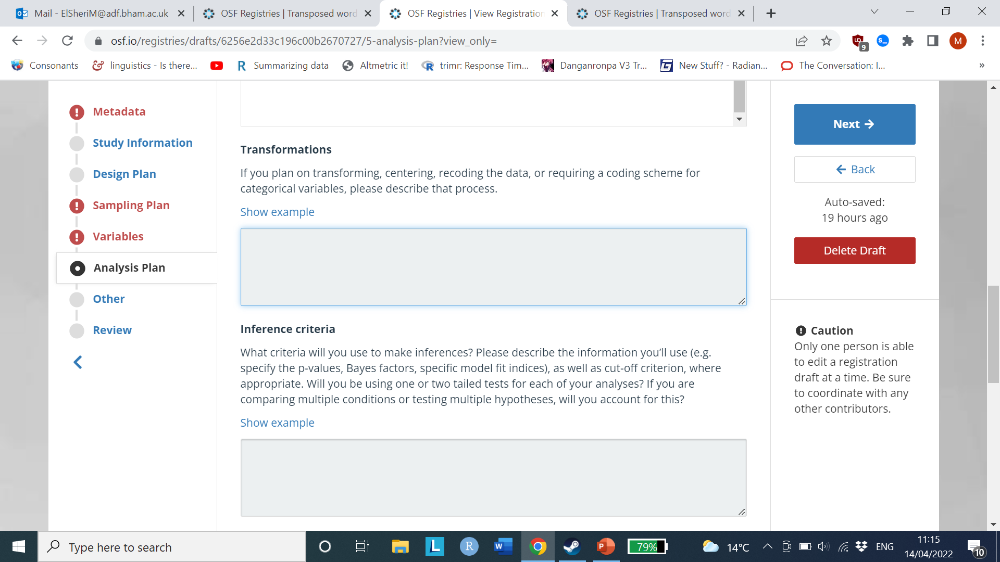 Mail - ElSheriM@adf.bham.ac.uk
OSF Registries | Transposed word
OSF Registries | View Registration
OSF Registries | Transposed word
osf.io/registries/drafts/6256e2d33c196c00b2670727/5-analysis-plan?view_only=
9
S_
M
Consonants
linguistics - Is there...
Summarizing data
Altmetric it!
trimr: Response Tim...
Danganronpa V3 Tr...
New Stuff? - Radian...
The Conversation: I...
»
Metadata
Study Information
Design Plan
Sampling Plan
Variables
Analysis Plan
Other
Review
Transformations
If you plan on transforming, centering, recoding the data, or requiring a coding scheme for
categorical variables, please describe that process.
Show example
Inference criteria
What criteria will you use to make inferences? Please describe the information you’ll use (e.g.
specify the p-values, Bayes factors, specific model fit indices), as well as cut-off criterion, where
appropriate. Will you be using one or two tailed tests for each of your analyses? If you are
comparing multiple conditions or testing multiple hypotheses, will you account for this?
Show example
Next
Back
Auto-saved:
19 hours ago
Delete Draft
Caution
Only one person is able
to edit a registration
draft at a time. Be sure
to coordinate with any
other contributors.
Type here to search
L
R
W
P
79%
14°C
ENG
11:15
14/04/2022
10